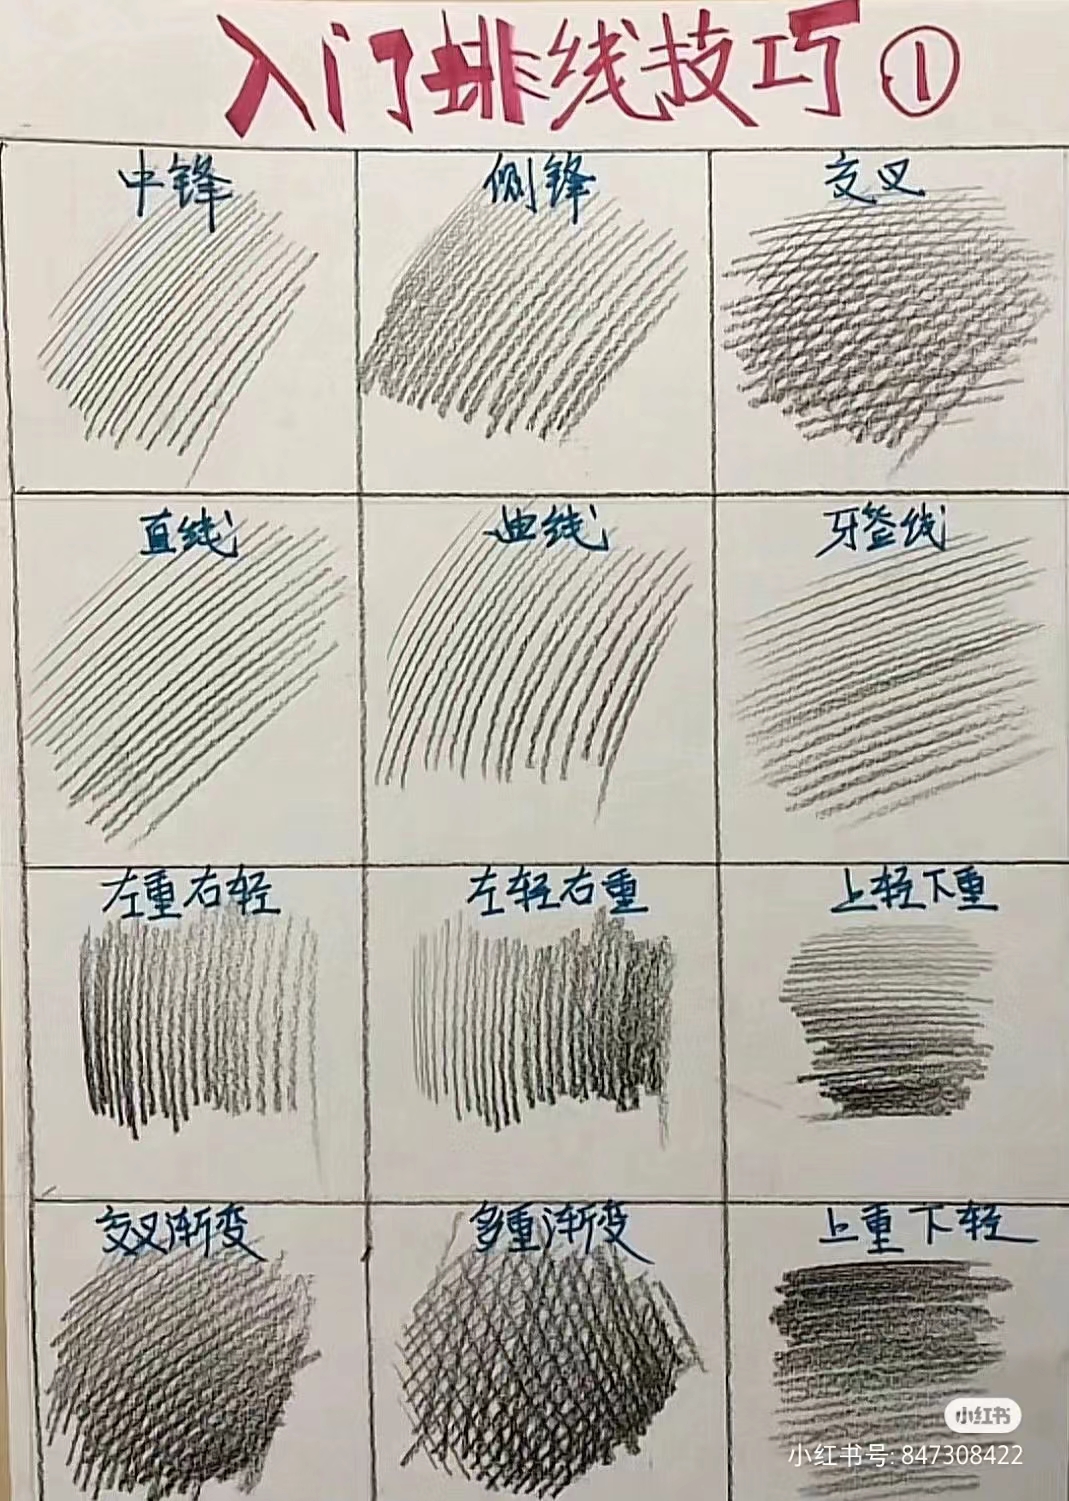 入门排线技巧①
中锋 侧锋 交叉
直线 曲线 牙签线
左重右轻 左轻右重 上轻下重
交叉渐变 多重渐变 上重下轻
小红书
小红书号: 847308422